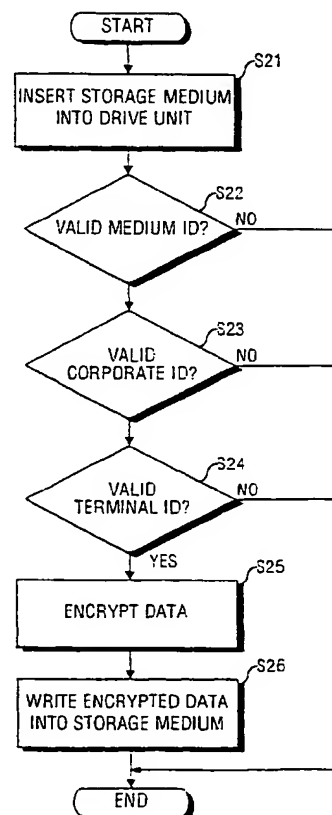 START
S21
INSERT STORAGE MEDIUM
INTO DRIVE UNIT
S22
VALID MEDIUM ID?
NO
S23
VALID
CORPORATE ID?
NO
S24
VALID
TERMINAL ID?
NO
YES
S25
ENCRYPT DATA
S26
WRITE ENCRYPTED DATA
INTO STORAGE MEDIUM
END